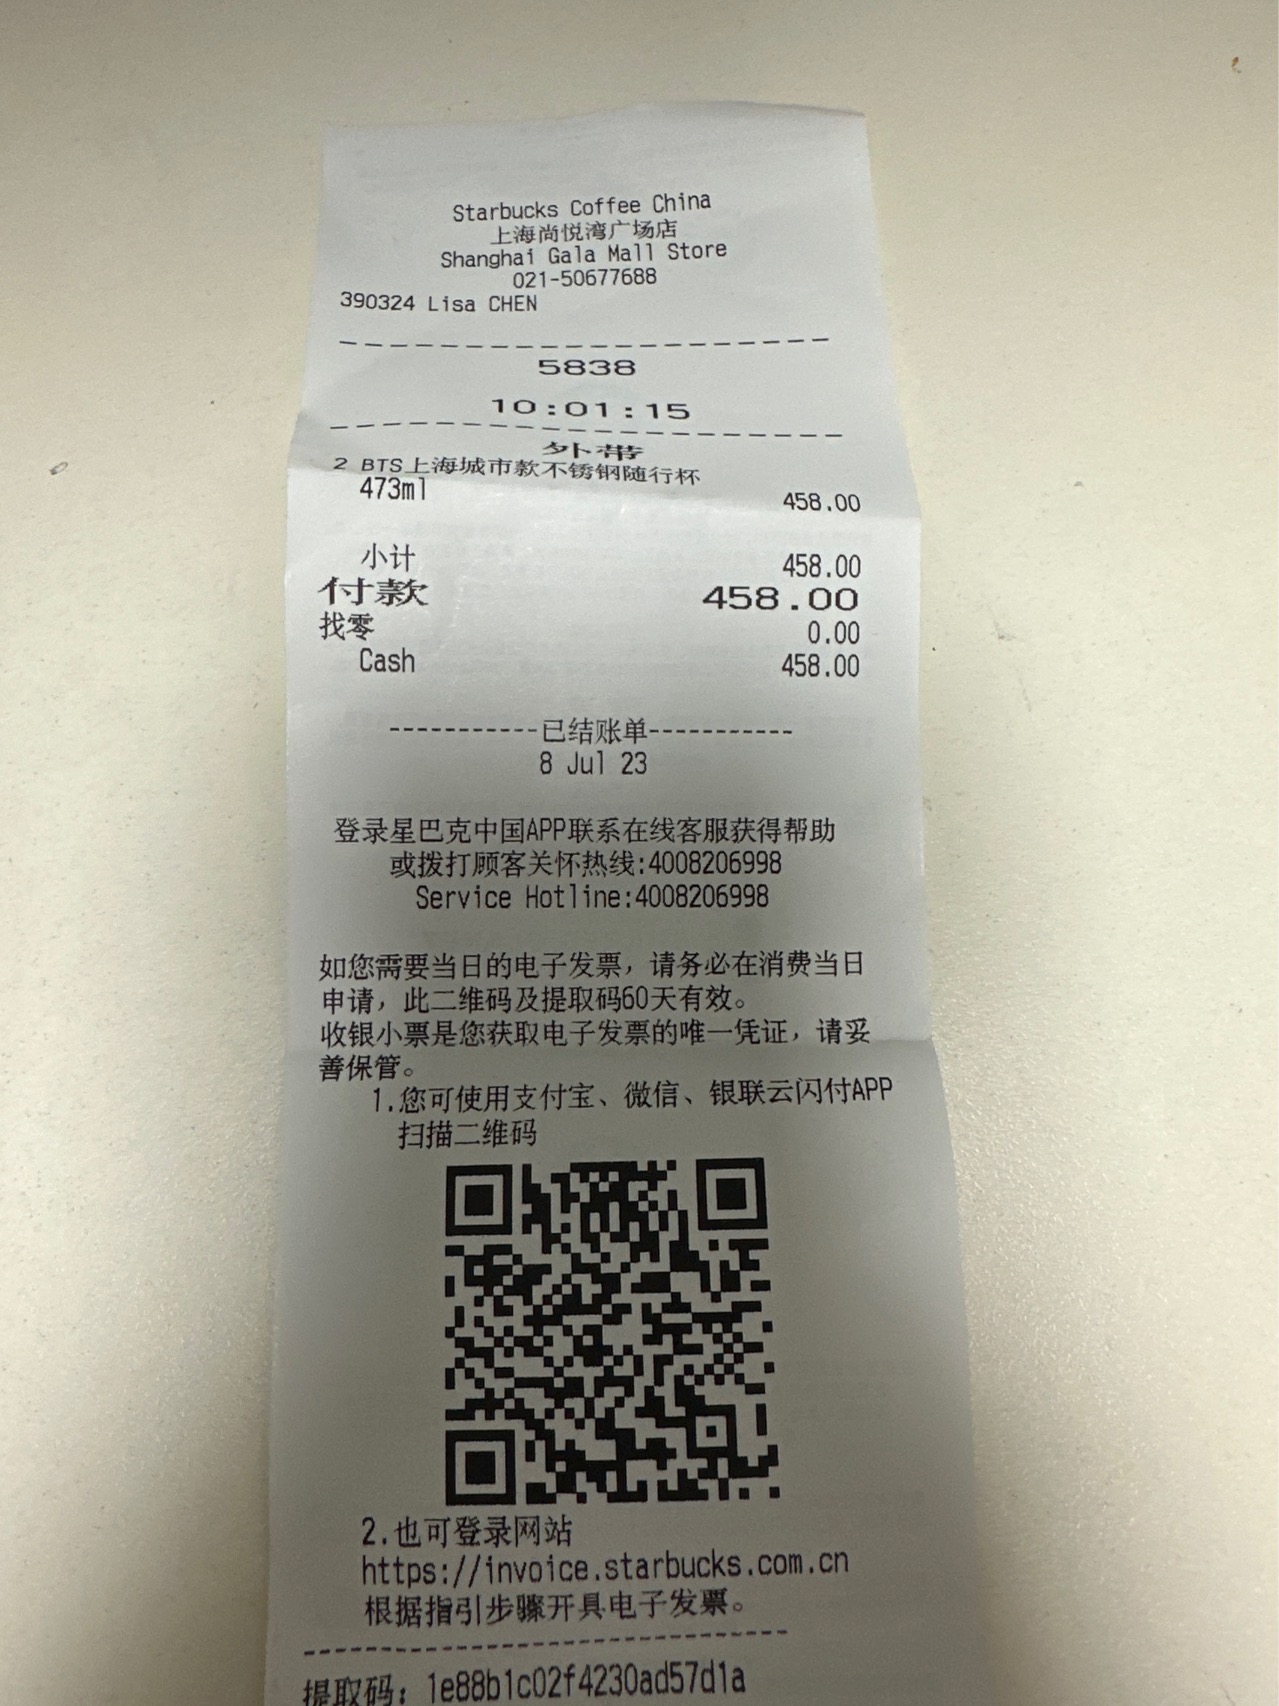 Starbucks Coffee China
上海尚悦湾广场店
Shanghai Gala Mall Store
021-50677688
390324 Lisa CHEN
--------------------
5838
10:01:15
--------------------
外带
2 BTS上海城市款不锈钢随行杯
473ml 458.00
小计 458.00
付款 458.00
找零 0.00
Cash 458.00
-----------已结账单-----------
8 Jul 23
登录星巴克中国APP联系在线客服获得帮助
或拨打顾客关怀热线:4008206998
Service Hotline:4008206998
如您需要当日的电子发票，请务必在消费当日
申请，此二维码及提取码60天有效。
收银小票是您获取电子发票的唯一凭证，请妥
善保管。
1.您可使用支付宝、微信、银联云闪付APP
扫描二维码
2.也可登录网站
https://invoice.starbucks.com.cn
根据指引步骤开具电子发票。
--------------------
提取码：1e88b1c02f4230ad57d1a